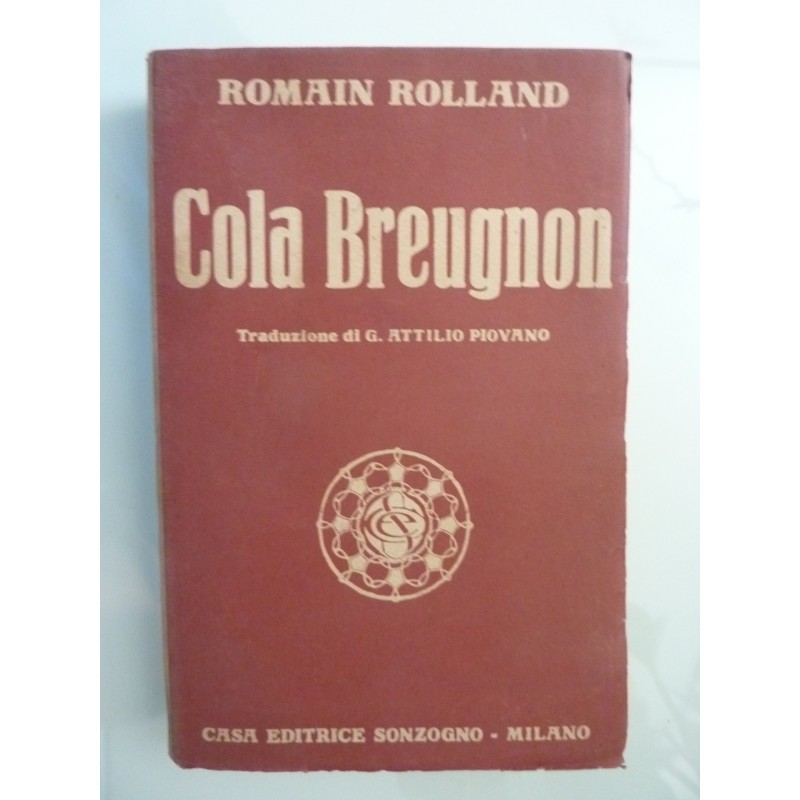 ROMAIN ROLLAND
Cola Breugnon
Traduzione di G. ATTILIO PIOVANO
CASA EDITRICE SONZOGNO - MILANO